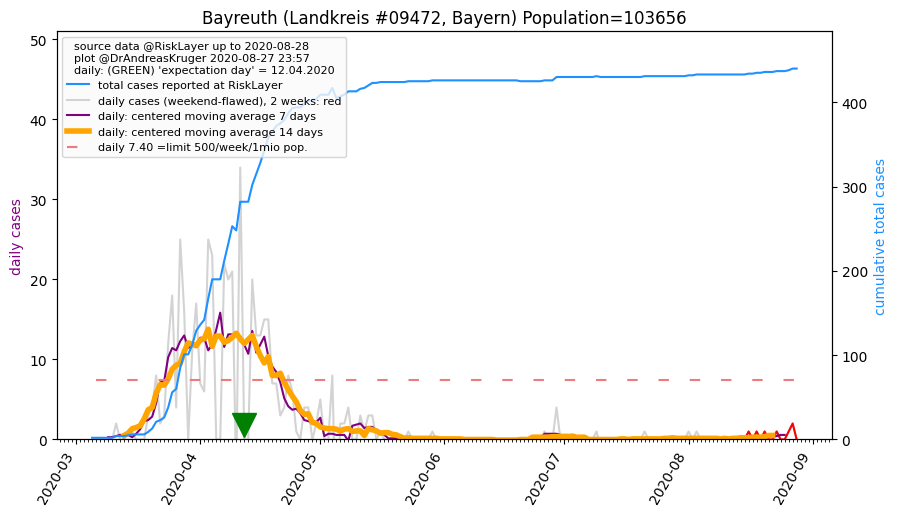 Bayreuth (Landkreis #09472, Bayern) Population=103656
source data @RiskLayer up to 2020-08-28
plot @DrAndreasKruger 2020-08-27 23:57
daily: (GREEN) 'expectation day' = 12.04.2020
total cases reported at RiskLayer
daily cases (weekend-flawed), 2 weeks: red
daily: centered moving average 7 days
daily: centered moving average 14 days
daily 7.40 =limit 500/week/1mio pop.
daily cases
50
40
30
20
10
0
cumulative total cases
400
300
200
100
0
2020-03
2020-04
2020-05
2020-06
2020-07
2020-08
2020-09